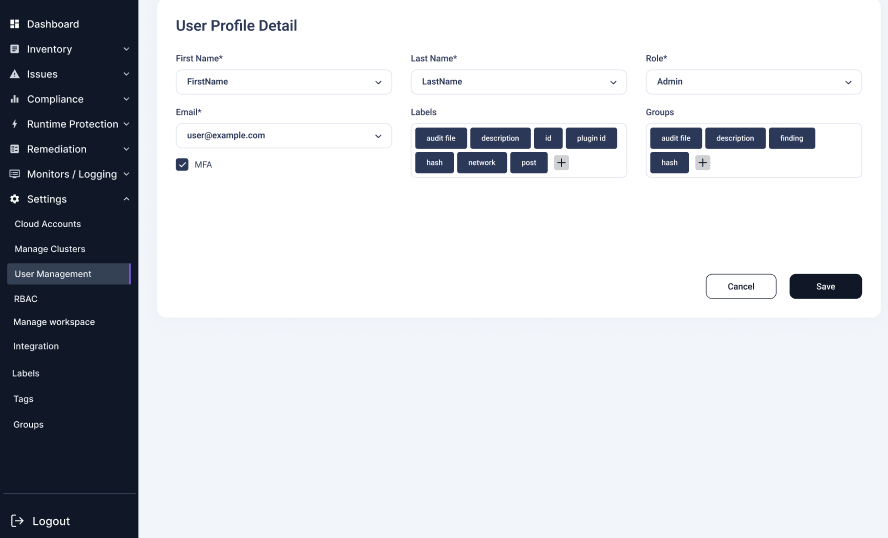 Dashboard
Inventory
Issues
Compliance
Runtime Protection
Remediation
Monitors / Logging
Settings
Cloud Accounts
Manage Clusters
User Management
RBAC
Manage workspace
Integration
Labels
Tags
Groups
Logout
User Profile Detail
First Name*
FirstName
Last Name*
LastName
Role*
Admin
Email*
user@example.com
MFA
Labels
audit file description id plugin id
hash network post +
Groups
audit file description finding
hash +
Cancel Save